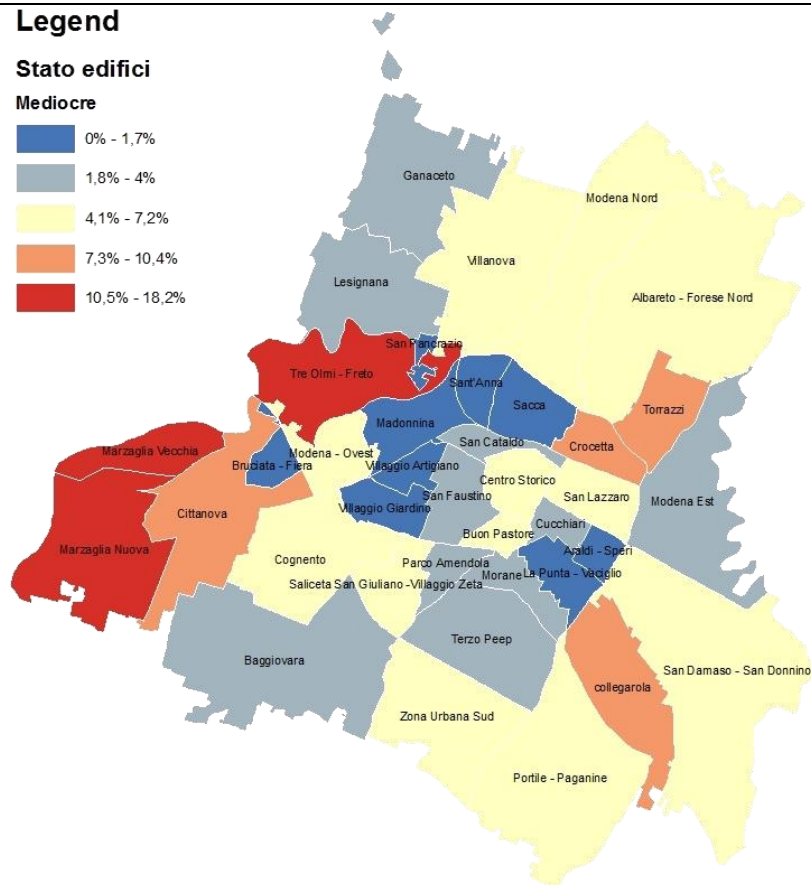 Legend
Stato edifici
Mediocre
0% - 1,7%
1,8% - 4%
4,1% - 7,2%
7,3% - 10,4%
10,5% - 18,2%
Ganaceto
Modena Nord
Villanova
Lesignana
Albareto - Forese Nord
San Pancrazio
Tre Olmi - Freto
Sant'Anna
Sacca
Torrazzi
Madonnina
San Cataldo
Crocetta
Marzaglia Vecchia
Modena - Ovest
Bruciata - Fiera
Villaggio Artigiano
Centro Storico
San Faustino
San Lazzaro
Modena Est
Villaggio Giardino
Cittanova
Cucchiari
Buon Pastore
Marzaglia Nuova
Araldi - Speri
Cognento
Parco Amendola
Morane
La Punta - Vaciglio
Saliceta San Giuliano -Villaggio Zeta
Terzo Peep
Baggiovara
San Damaso - San Donnino
collegarola
Zona Urbana Sud
Portile - Paganine